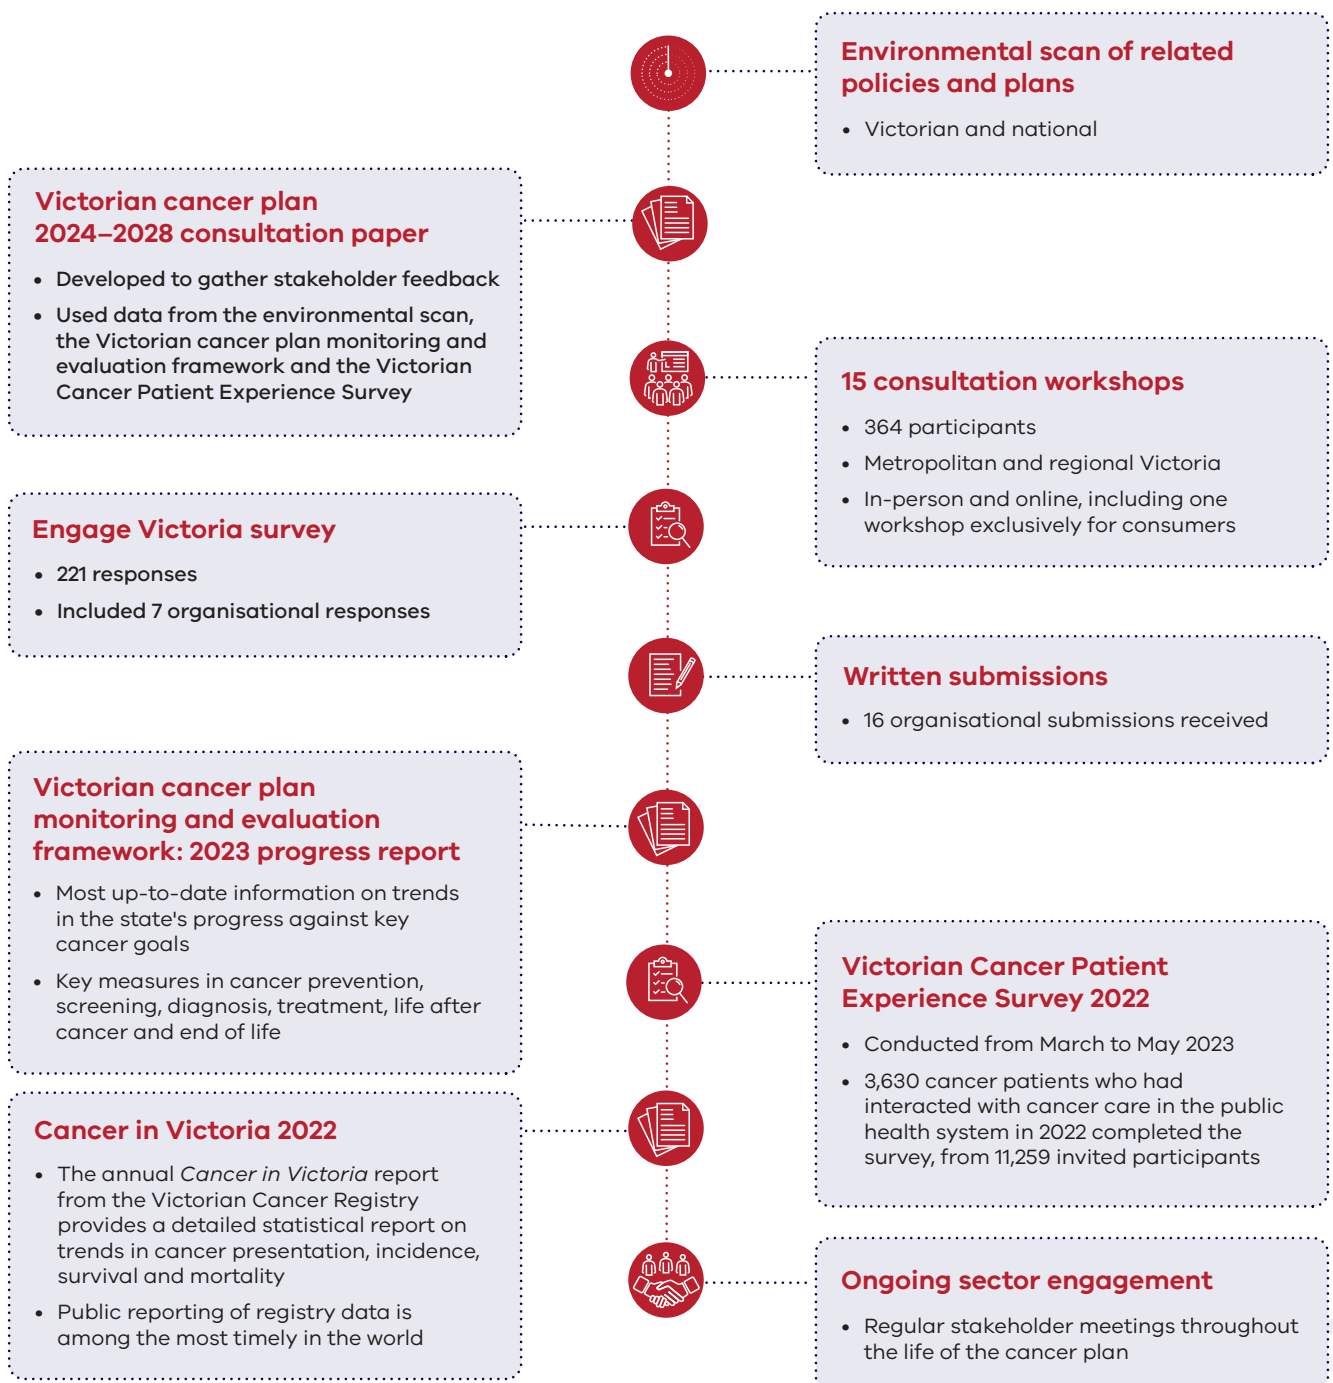 Environmental scan of related
policies and plans
• Victorian and national
Victorian cancer plan
2024–2028 consultation paper
• Developed to gather stakeholder feedback
• Used data from the environmental scan,
the Victorian cancer plan monitoring and
evaluation framework and the Victorian
Cancer Patient Experience Survey
15 consultation workshops
• 364 participants
• Metropolitan and regional Victoria
• In-person and online, including one
workshop exclusively for consumers
Engage Victoria survey
• 221 responses
• Included 7 organisational responses
Written submissions
• 16 organisational submissions received
Victorian cancer plan
monitoring and evaluation
framework: 2023 progress report
• Most up-to-date information on trends
in the state's progress against key
cancer goals
• Key measures in cancer prevention,
screening, diagnosis, treatment, life after
cancer and end of life
Victorian Cancer Patient
Experience Survey 2022
• Conducted from March to May 2023
• 3,630 cancer patients who had
interacted with cancer care in the public
health system in 2022 completed the
survey, from 11,259 invited participants
Cancer in Victoria 2022
• The annual Cancer in Victoria report
from the Victorian Cancer Registry
provides a detailed statistical report on
trends in cancer presentation, incidence,
survival and mortality
• Public reporting of registry data is
among the most timely in the world
Ongoing sector engagement
• Regular stakeholder meetings throughout
the life of the cancer plan